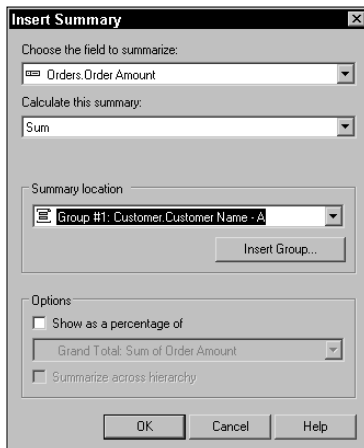 Insert Summary
Choose the field to summarize:
Orders.Order Amount
Calculate this summary:
Sum
Summary location
Group #1: Customer.Customer Name - A
Insert Group...
Options
Show as a percentage of
Grand Total: Sum of Order Amount
Summarize across hierarchy
OK Cancel Help